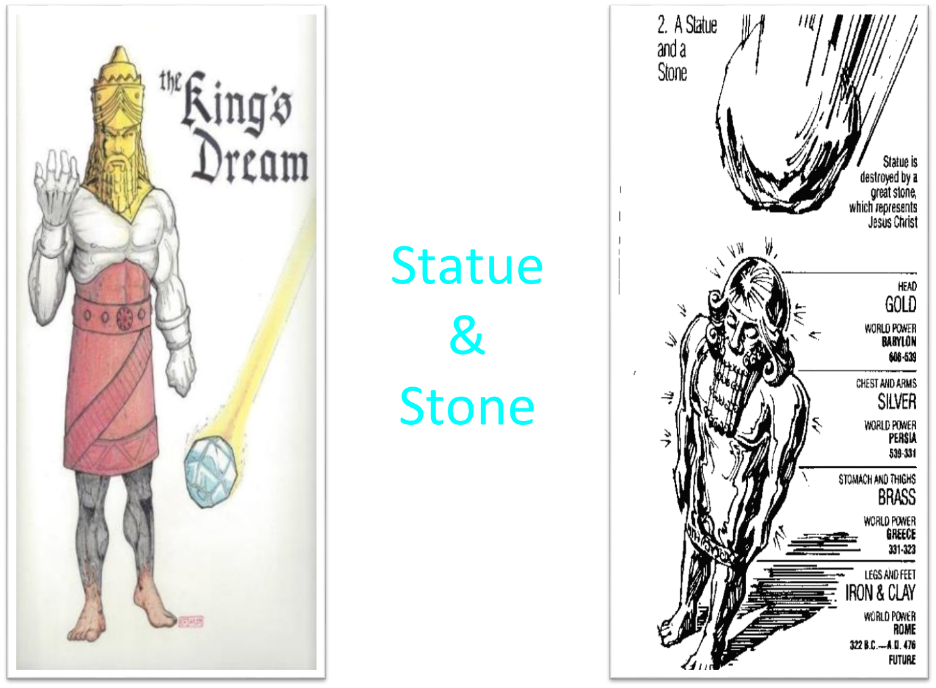 the
King's
Dream
Statue
&
Stone
2. A Statue
and a
Stone
Statue is
destroyed by a
great stone,
which represents
Jesus Christ
HEAD
GOLD
WORLD POWER
BABYLON
606-539
CHEST AND ARMS
SILVER
WORLD POWER
PERSIA
539-331
STOMACH AND THIGHS
BRASS
WORLD POWER
GREECE
331-323
LEGS AND FEET
IRON & CLAY
WORLD POWER
ROME
322 B.C.—A.D. 476
FUTURE